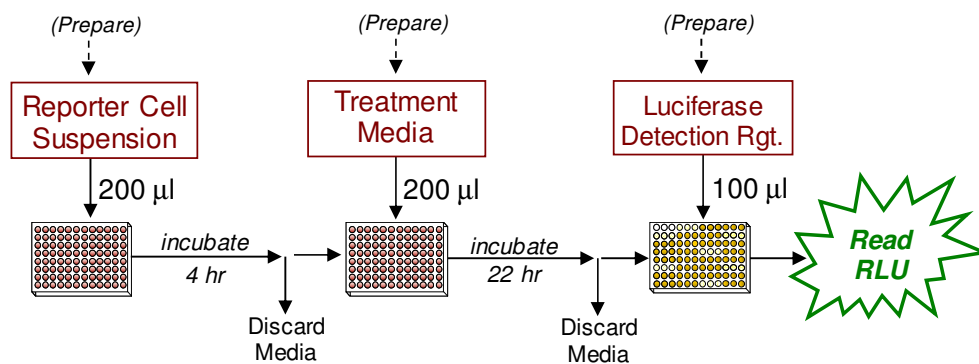 (Prepare)
(Prepare)
(Prepare)
Reporter Cell
Suspension
Treatment
Media
Luciferase
Detection Rgt.
200 µl
200 µl
100 µl
incubate
4 hr
incubate
22 hr
Read
RLU
Discard
Media
Discard
Media